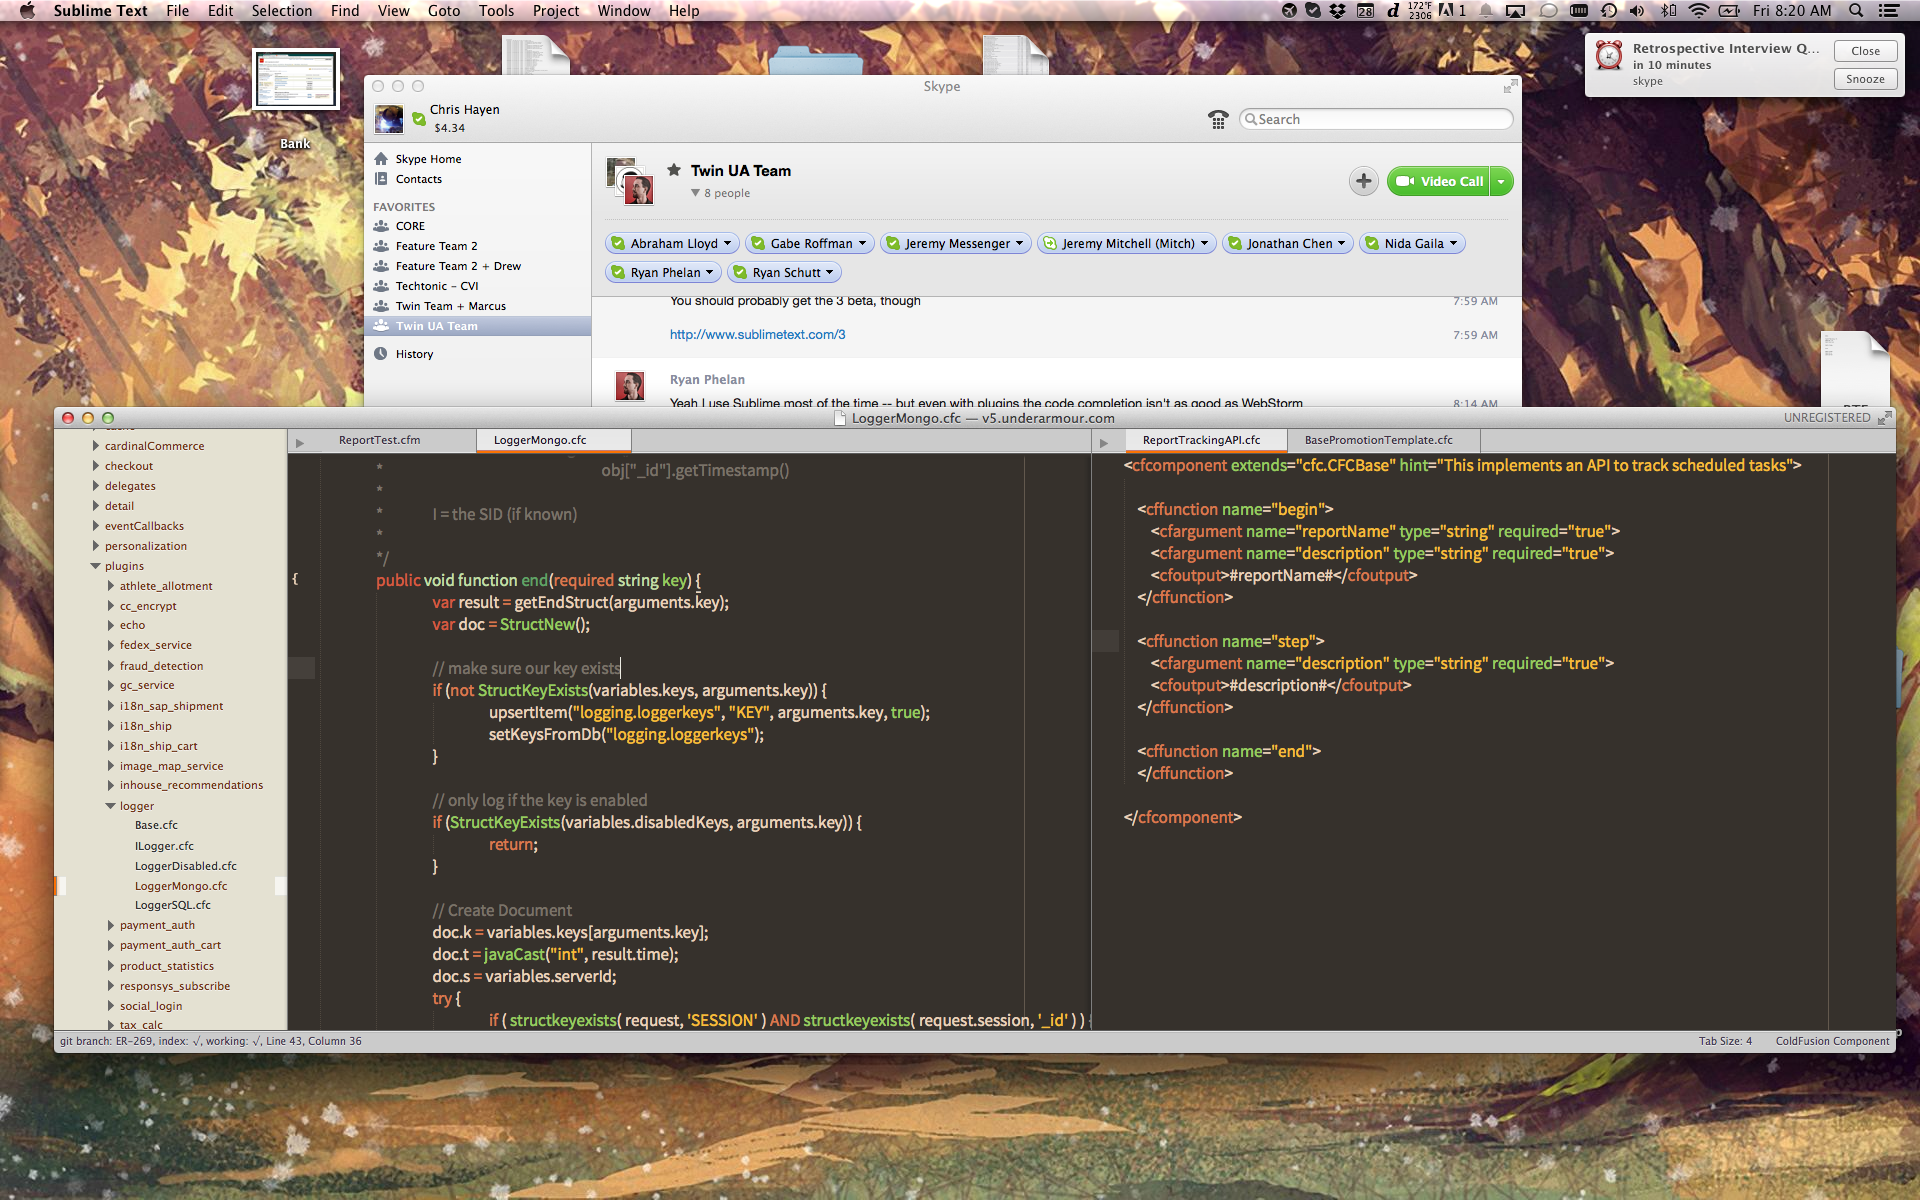 Sublime Text File Edit Selection Find View Goto Tools Project Window Help
28 d 172°F 2306 1 Fri 8:20 AM
Retrospective Interview Q...
in 10 minutes
skype
Close
Snooze
Bank
Skype
Chris Hayen
$4.34
Search
Skype Home
Contacts
FAVORITES
CORE
Feature Team 2
Feature Team 2 + Drew
Techtonic - CVI
Twin Team + Marcus
Twin UA Team
History
Twin UA Team
8 people
Video Call
Abraham Lloyd Gabe Roffman Jeremy Messenger Jeremy Mitchell (Mitch) Jonathan Chen Nida Gaila
Ryan Phelan Ryan Schutt
You should probably get the 3 beta, though 7:59 AM
http://www.sublimetext.com/3 7:59 AM
Ryan Phelan
Yeah I use Sublime most of the time -- but even with plugins the code completion isn't as good as WebStorm 8:14 AM
LoggerMongo.cfc — v5.underarmour.com
UNREGISTERED
cardinalCommerce
checkout
delegates
detail
eventCallbacks
personalization
plugins
athlete_allotment
cc_encrypt
echo
fedex_service
fraud_detection
gc_service
i18n_sap_shipment
i18n_ship
i18n_ship_cart
image_map_service
inhouse_recommendations
logger
Base.cfc
ILogger.cfc
LoggerDisabled.cfc
LoggerMongo.cfc
LoggerSQL.cfc
payment_auth
payment_auth_cart
product_statistics
responsys_subscribe
social_login
tax_calc
ReportTest.cfm LoggerMongo.cfc
* obj["_id"].getTimestamp()
*
* I = the SID (if known)
*
*/
{ public void function end(required string key) {
var result = getEndStruct(arguments.key);
var doc = StructNew();
// make sure our key exists
if (not StructKeyExists(variables.keys, arguments.key)) {
upsertItem("logging.loggerkeys", "KEY", arguments.key, true);
setKeysFromDb("logging.loggerkeys");
}
// only log if the key is enabled
if (StructKeyExists(variables.disabledKeys, arguments.key)) {
return;
}
// Create Document
doc.k = variables.keys[arguments.key];
doc.t = javaCast("int", result.time);
doc.s = variables.serverId;
try {
if ( structkeyexists( request, 'SESSION' ) AND structkeyexists( request.session, '_id' ) ) {
ReportTrackingAPI.cfc BasePromotionTemplate.cfc
<cfcomponent extends="cfc.CFCBase" hint="This implements an API to track scheduled tasks">
<cffunction name="begin">
<cfargument name="reportName" type="string" required="true">
<cfargument name="description" type="string" required="true">
<cfoutput>#reportName#</cfoutput>
</cffunction>
<cffunction name="step">
<cfargument name="description" type="string" required="true">
<cfoutput>#description#</cfoutput>
</cffunction>
<cffunction name="end">
</cffunction>
</cfcomponent>
git branch: ER-269, index: √, working: √, Line 43, Column 36
Tab Size: 4 ColdFusion Component